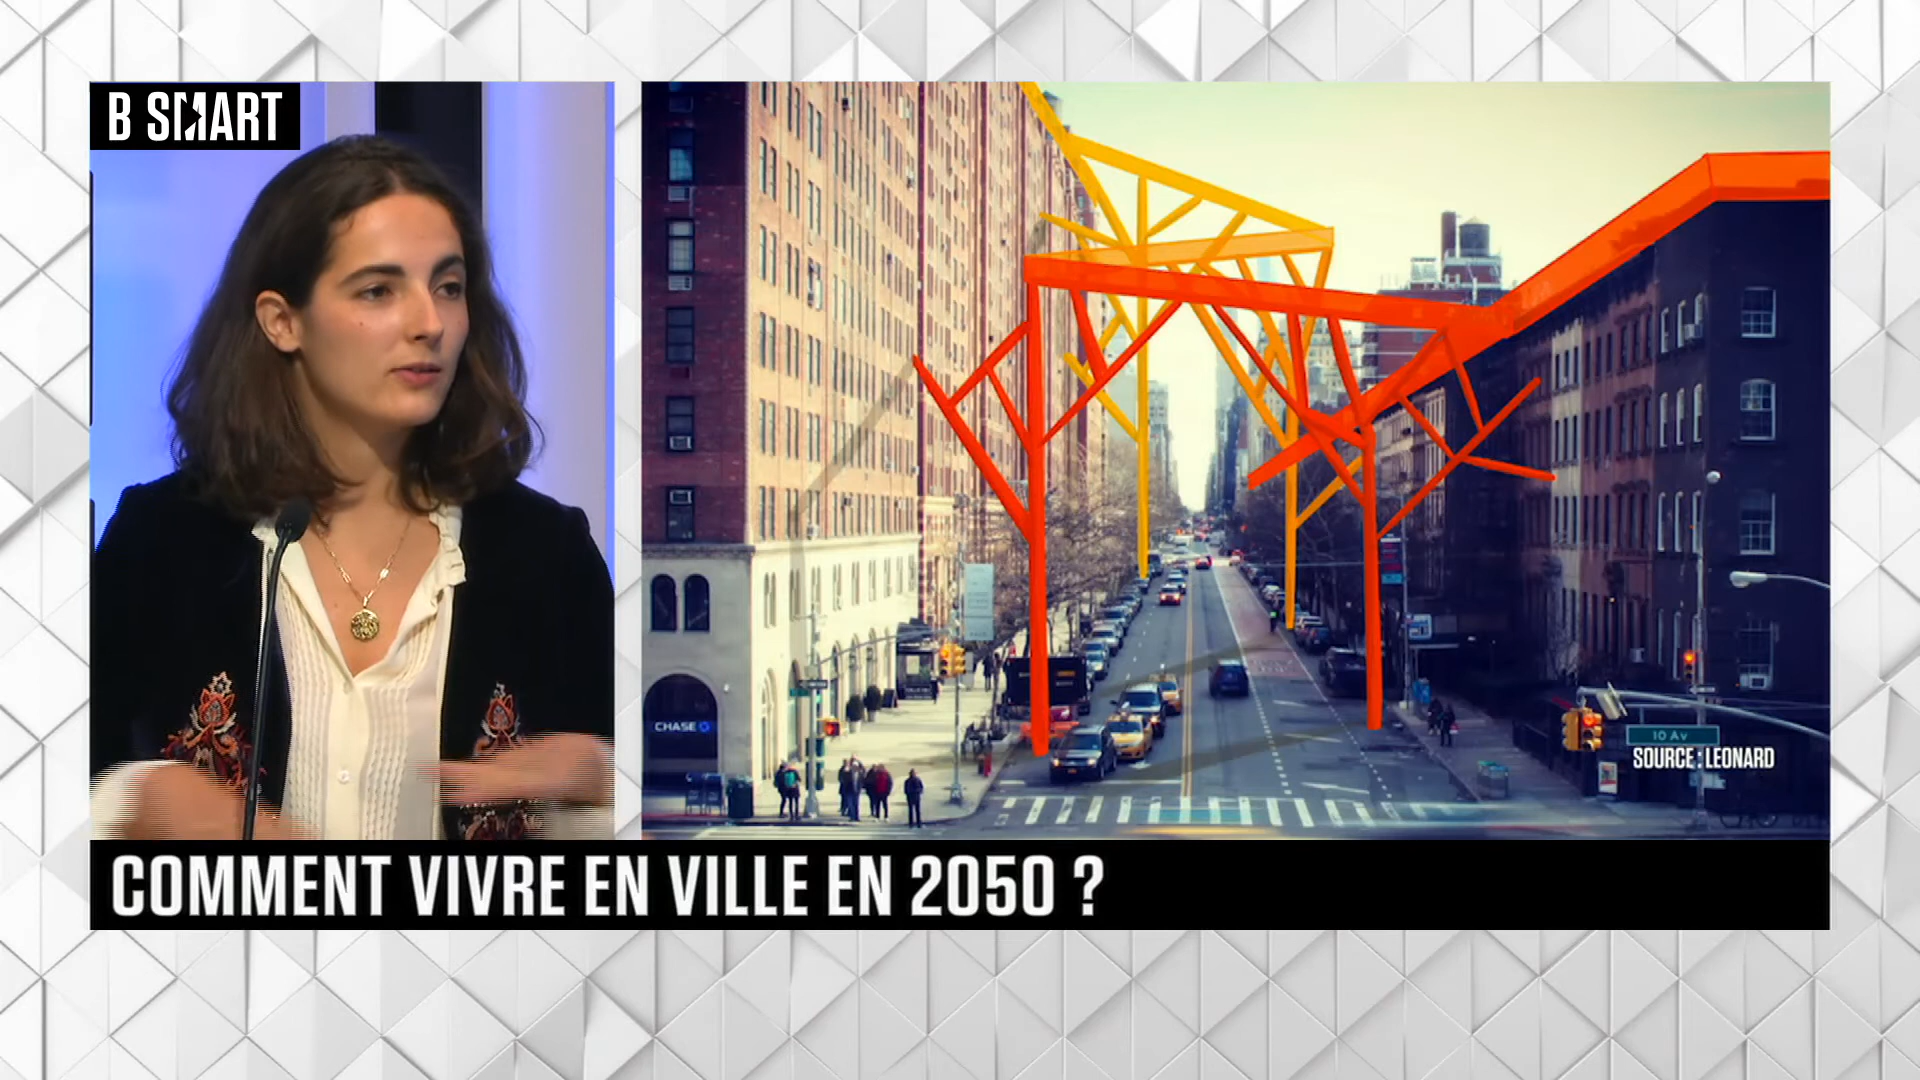 B SMART
CHASE
10 Av
SOURCE : LEONARD
COMMENT VIVRE EN VILLE EN 2050 ?